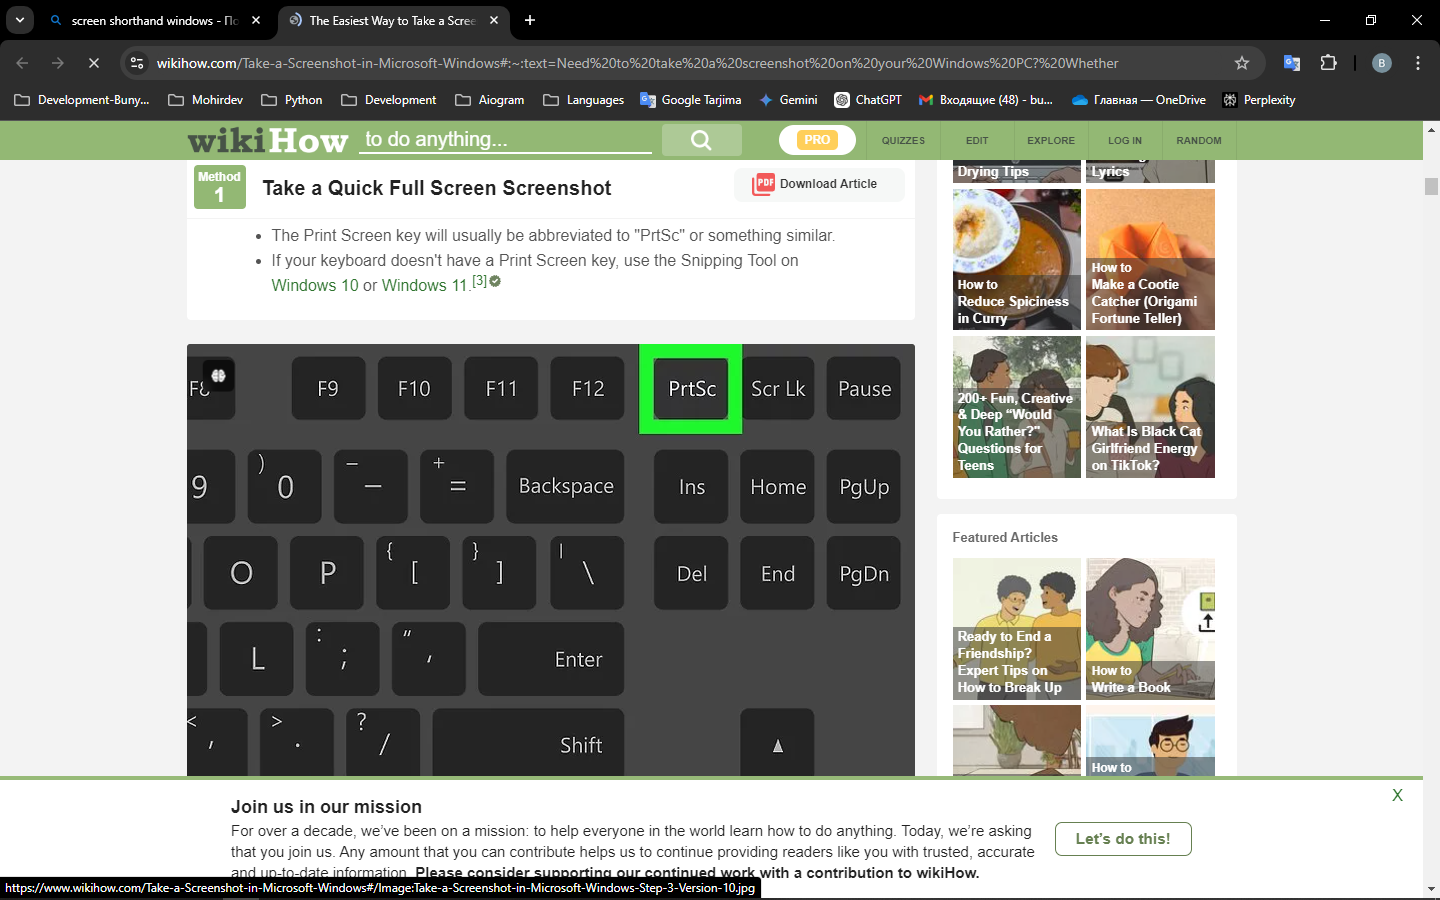 screen shorthand windows - По
The Easiest Way to Take a Scree
wikihow.com/Take-a-Screenshot-in-Microsoft-Windows#:~:text=Need%20to%20take%20a%20screenshot%20on%20your%20Windows%20PC?%20Whether
B
Development-Buny...
Mohirdev
Python
Development
Aiogram
Languages
Google Tarjima
Gemini
ChatGPT
Входящие (48) - bu...
Главная — OneDrive
Perplexity
wikiHow to do anything...
PRO
QUIZZES
EDIT
EXPLORE
LOG IN
RANDOM
Method
1
Take a Quick Full Screen Screenshot
PDF Download Article
The Print Screen key will usually be abbreviated to "PrtSc" or something similar.
If your keyboard doesn't have a Print Screen key, use the Snipping Tool on
Windows 10 or Windows 11.[3]
F9 F10 F11 F12 PrtSc Scr Lk Pause
9 ) 0 – — + = Backspace Ins Home PgUp
O P { [ } ] | \ Del End PgDn
L : ; " ' Enter
< , > . ? / Shift
Drying Tips
Lyrics
How to
Reduce Spiciness
in Curry
How to
Make a Cootie
Catcher (Origami
Fortune Teller)
200+ Fun, Creative
& Deep “Would
You Rather?”
Questions for
Teens
What Is Black Cat
Girlfriend Energy
on TikTok?
Featured Articles
Ready to End a
Friendship?
Expert Tips on
How to Break Up
How to
Write a Book
How to
Join us in our mission
X
For over a decade, we’ve been on a mission: to help everyone in the world learn how to do anything. Today, we’re asking
that you join us. Any amount that you can contribute helps us to continue providing readers like you with trusted, accurate
and up-to-date information. Please consider supporting our continued work with a contribution to wikiHow.
Let’s do this!
https://www.wikihow.com/Take-a-Screenshot-in-Microsoft-Windows#/Image:Take-a-Screenshot-in-Microsoft-Windows-Step-3-Version-10.jpg